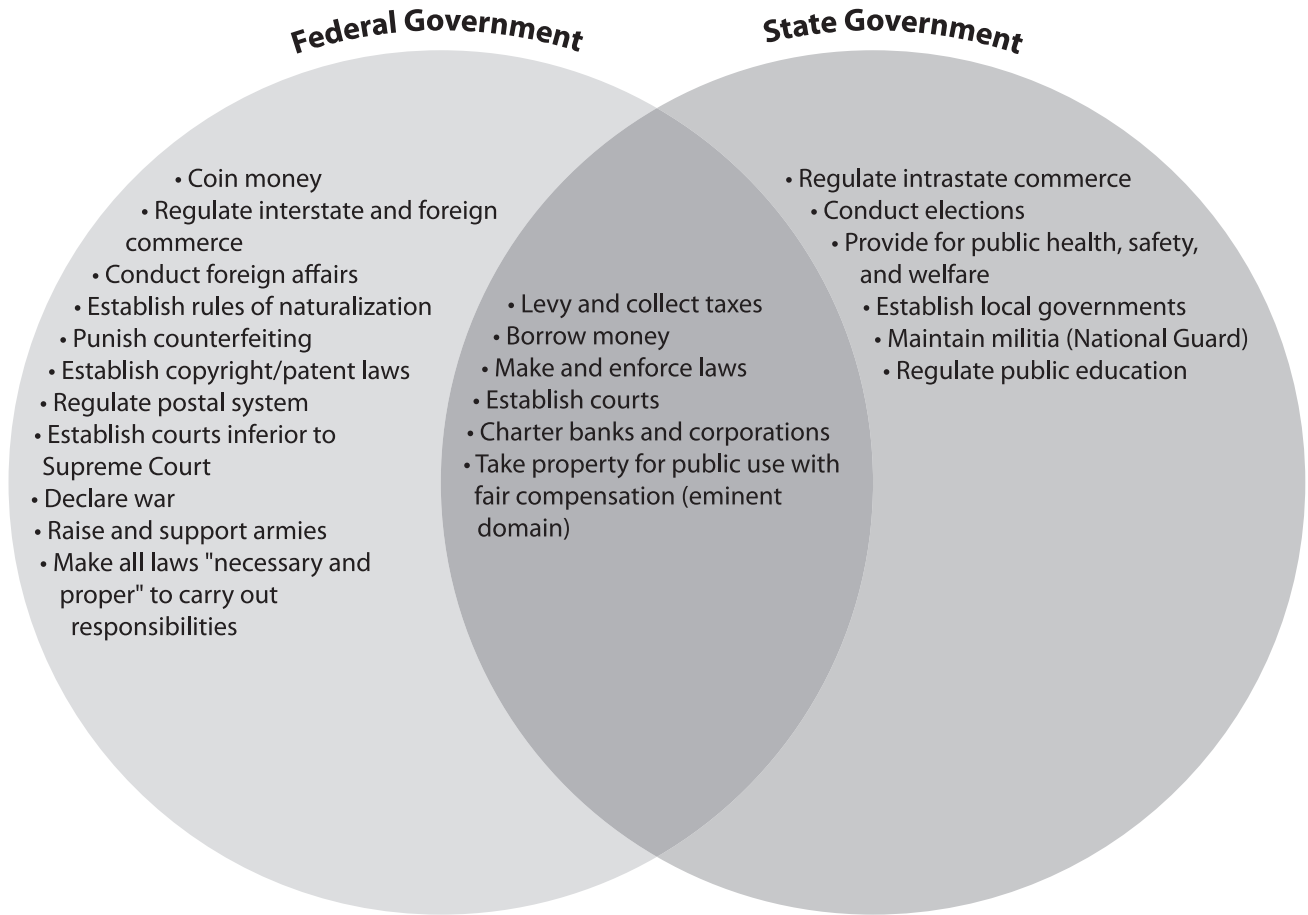 Federal Government
• Coin money
• Regulate interstate and foreign
commerce
• Conduct foreign affairs
• Establish rules of naturalization
• Punish counterfeiting
• Establish copyright/patent laws
• Regulate postal system
• Establish courts inferior to
Supreme Court
• Declare war
• Raise and support armies
• Make all laws "necessary and
proper" to carry out
responsibilities
• Levy and collect taxes
• Borrow money
• Make and enforce laws
• Establish courts
• Charter banks and corporations
• Take property for public use with
fair compensation (eminent
domain)
State Government
• Regulate intrastate commerce
• Conduct elections
• Provide for public health, safety,
and welfare
• Establish local governments
• Maintain militia (National Guard)
• Regulate public education